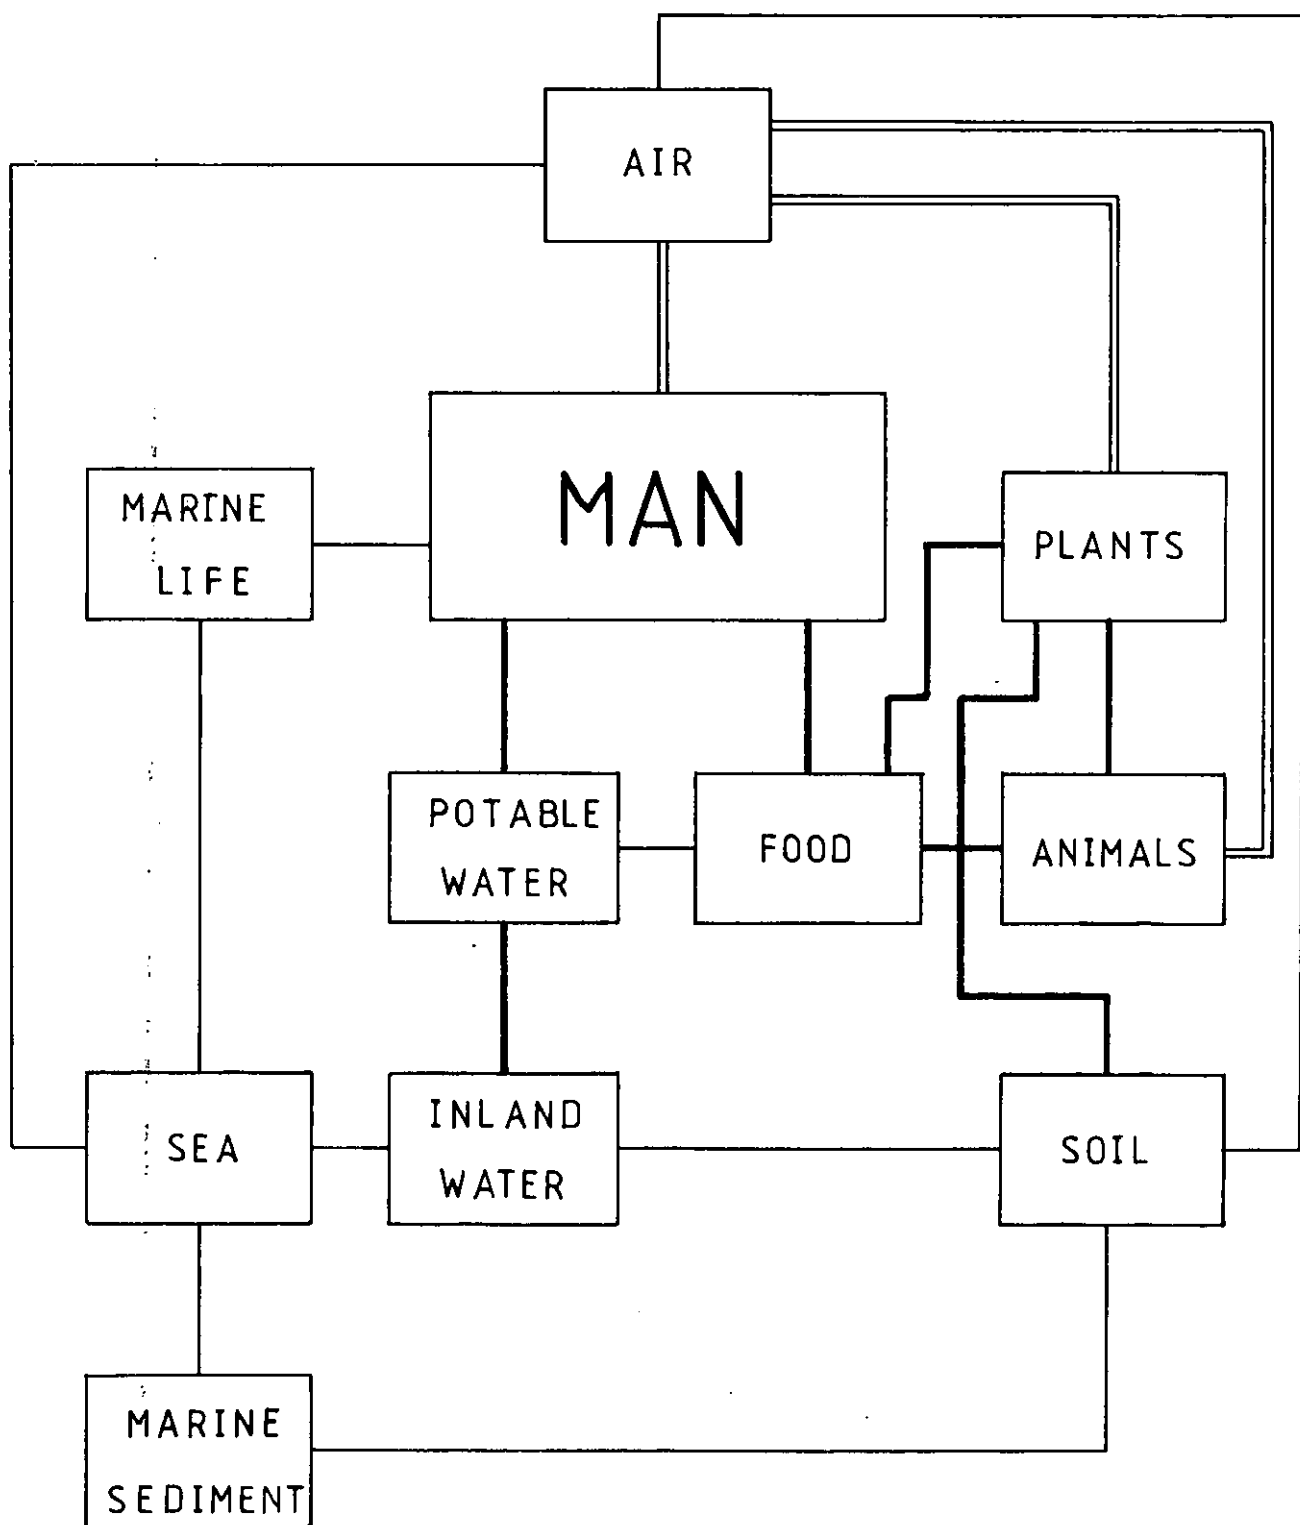 AIR
MAN
MARINE
LIFE
PLANTS
POTABLE
WATER
FOOD
ANIMALS
SEA
INLAND
WATER
SOIL
MARINE
SEDIMENT